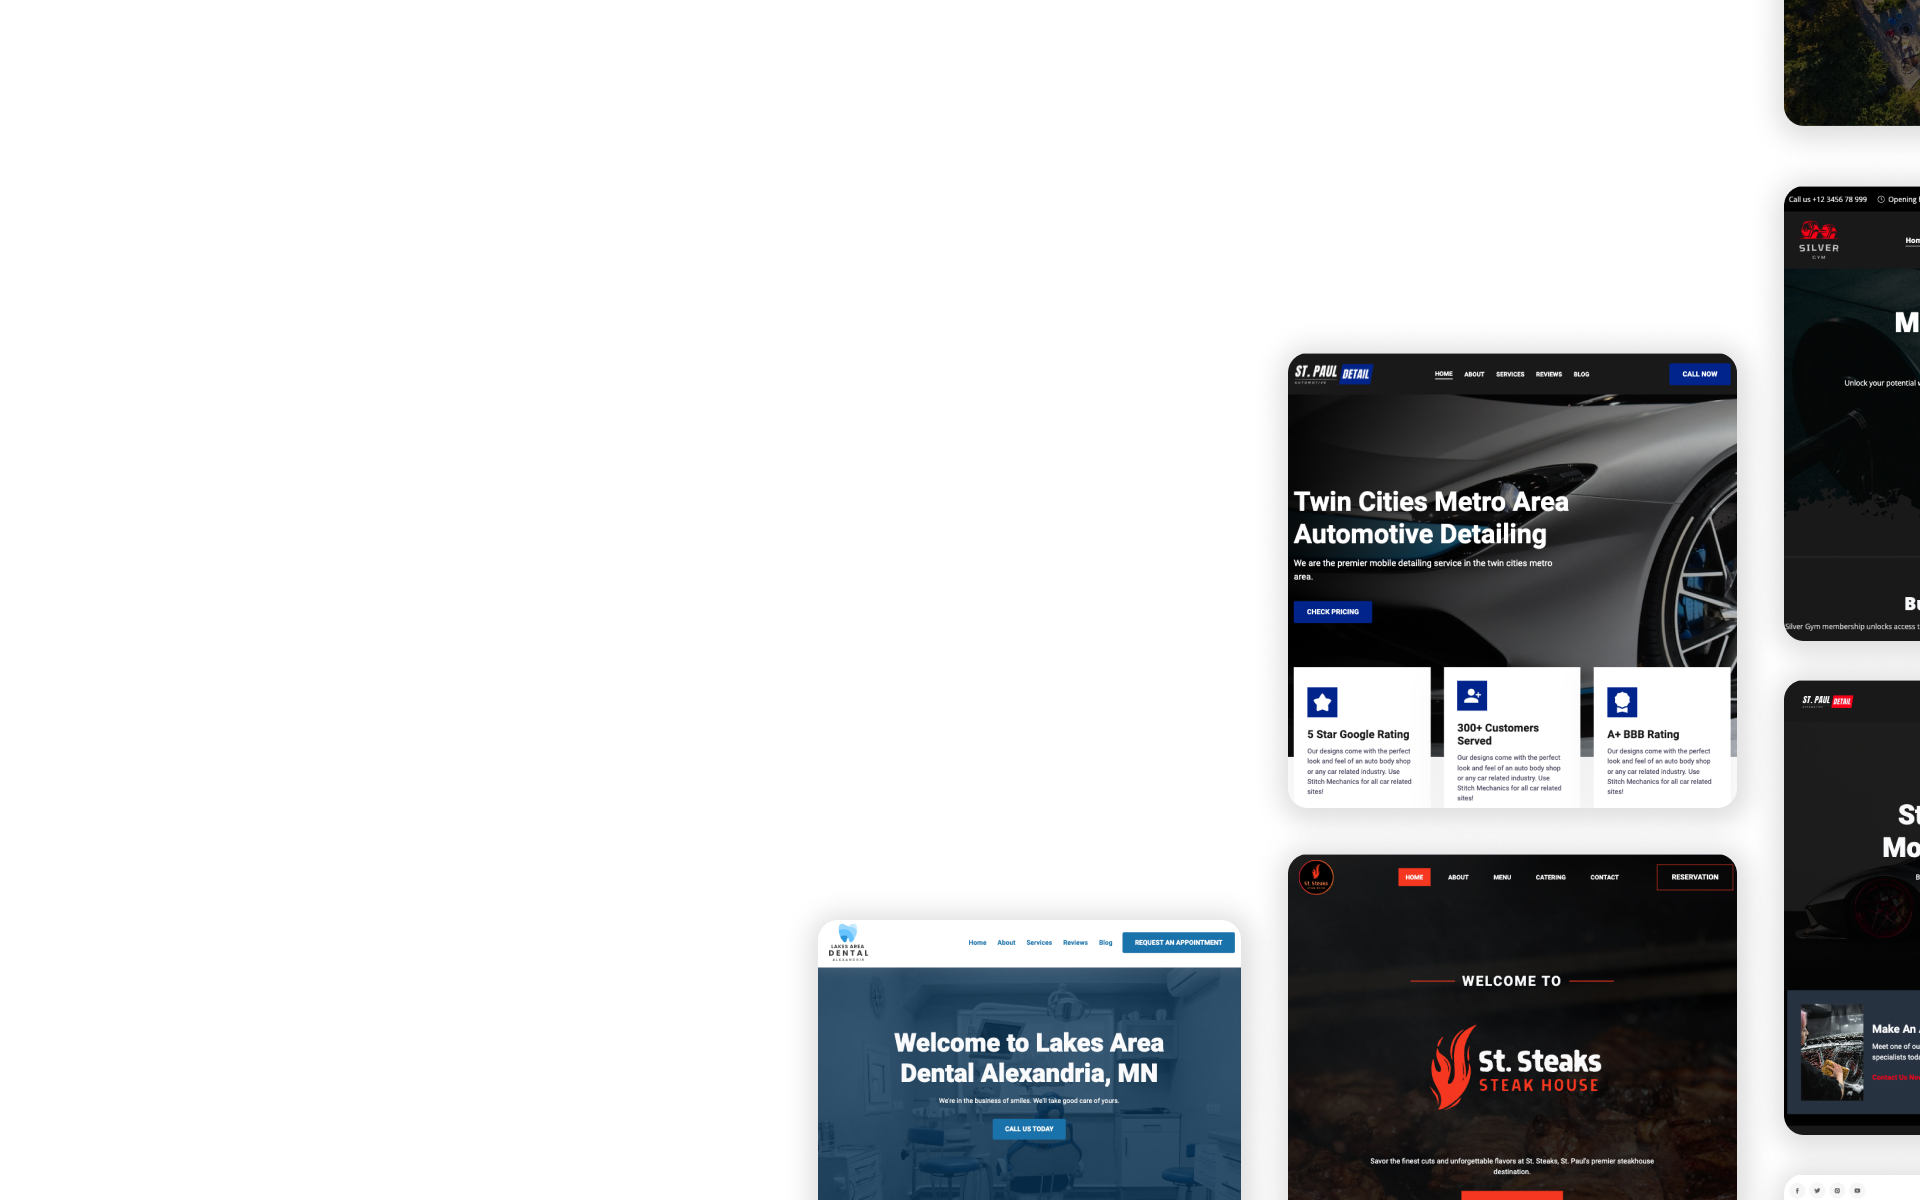 Call us +12 3456 78 999
Opening
SILVER
GYM
Unlock your potential
Silver Gym membership unlocks access
ST. PAUL DETAIL
AUTOMOTIVE
HOME ABOUT SERVICES REVIEWS BLOG
CALL NOW
Twin Cities Metro Area
Automotive Detailing
We are the premier mobile detailing service in the twin cities metro
area.
CHECK PRICING
5 Star Google Rating
Our designs come with the perfect
look and feel of an auto body shop
or any car related industry. Use
Stitch Mechanics for all car related
sites!
300+ Customers
Served
Our designs come with the perfect
look and feel of an auto body shop
or any car related industry. Use
Stitch Mechanics for all car related
sites!
A+ BBB Rating
Our designs come with the perfect
look and feel of an auto body shop
or any car related industry. Use
Stitch Mechanics for all car related
sites!
ST. PAUL DETAIL
Make An
Meet one of
specialists
Contact Us
St. Steaks
HOME ABOUT MENU CATERING CONTACT
RESERVATION
WELCOME TO
St. Steaks
STEAK HOUSE
Savor the finest cuts and unforgettable flavors at St. Steaks, St. Paul's premier steakhouse
destination.
LAKES AREA
DENTAL
ALEXANDRIA
Home About Services Reviews Blog
REQUEST AN APPOINTMENT
Welcome to Lakes Area
Dental Alexandria, MN
We're in the business of smiles. We'll take good care of yours.
CALL US TODAY